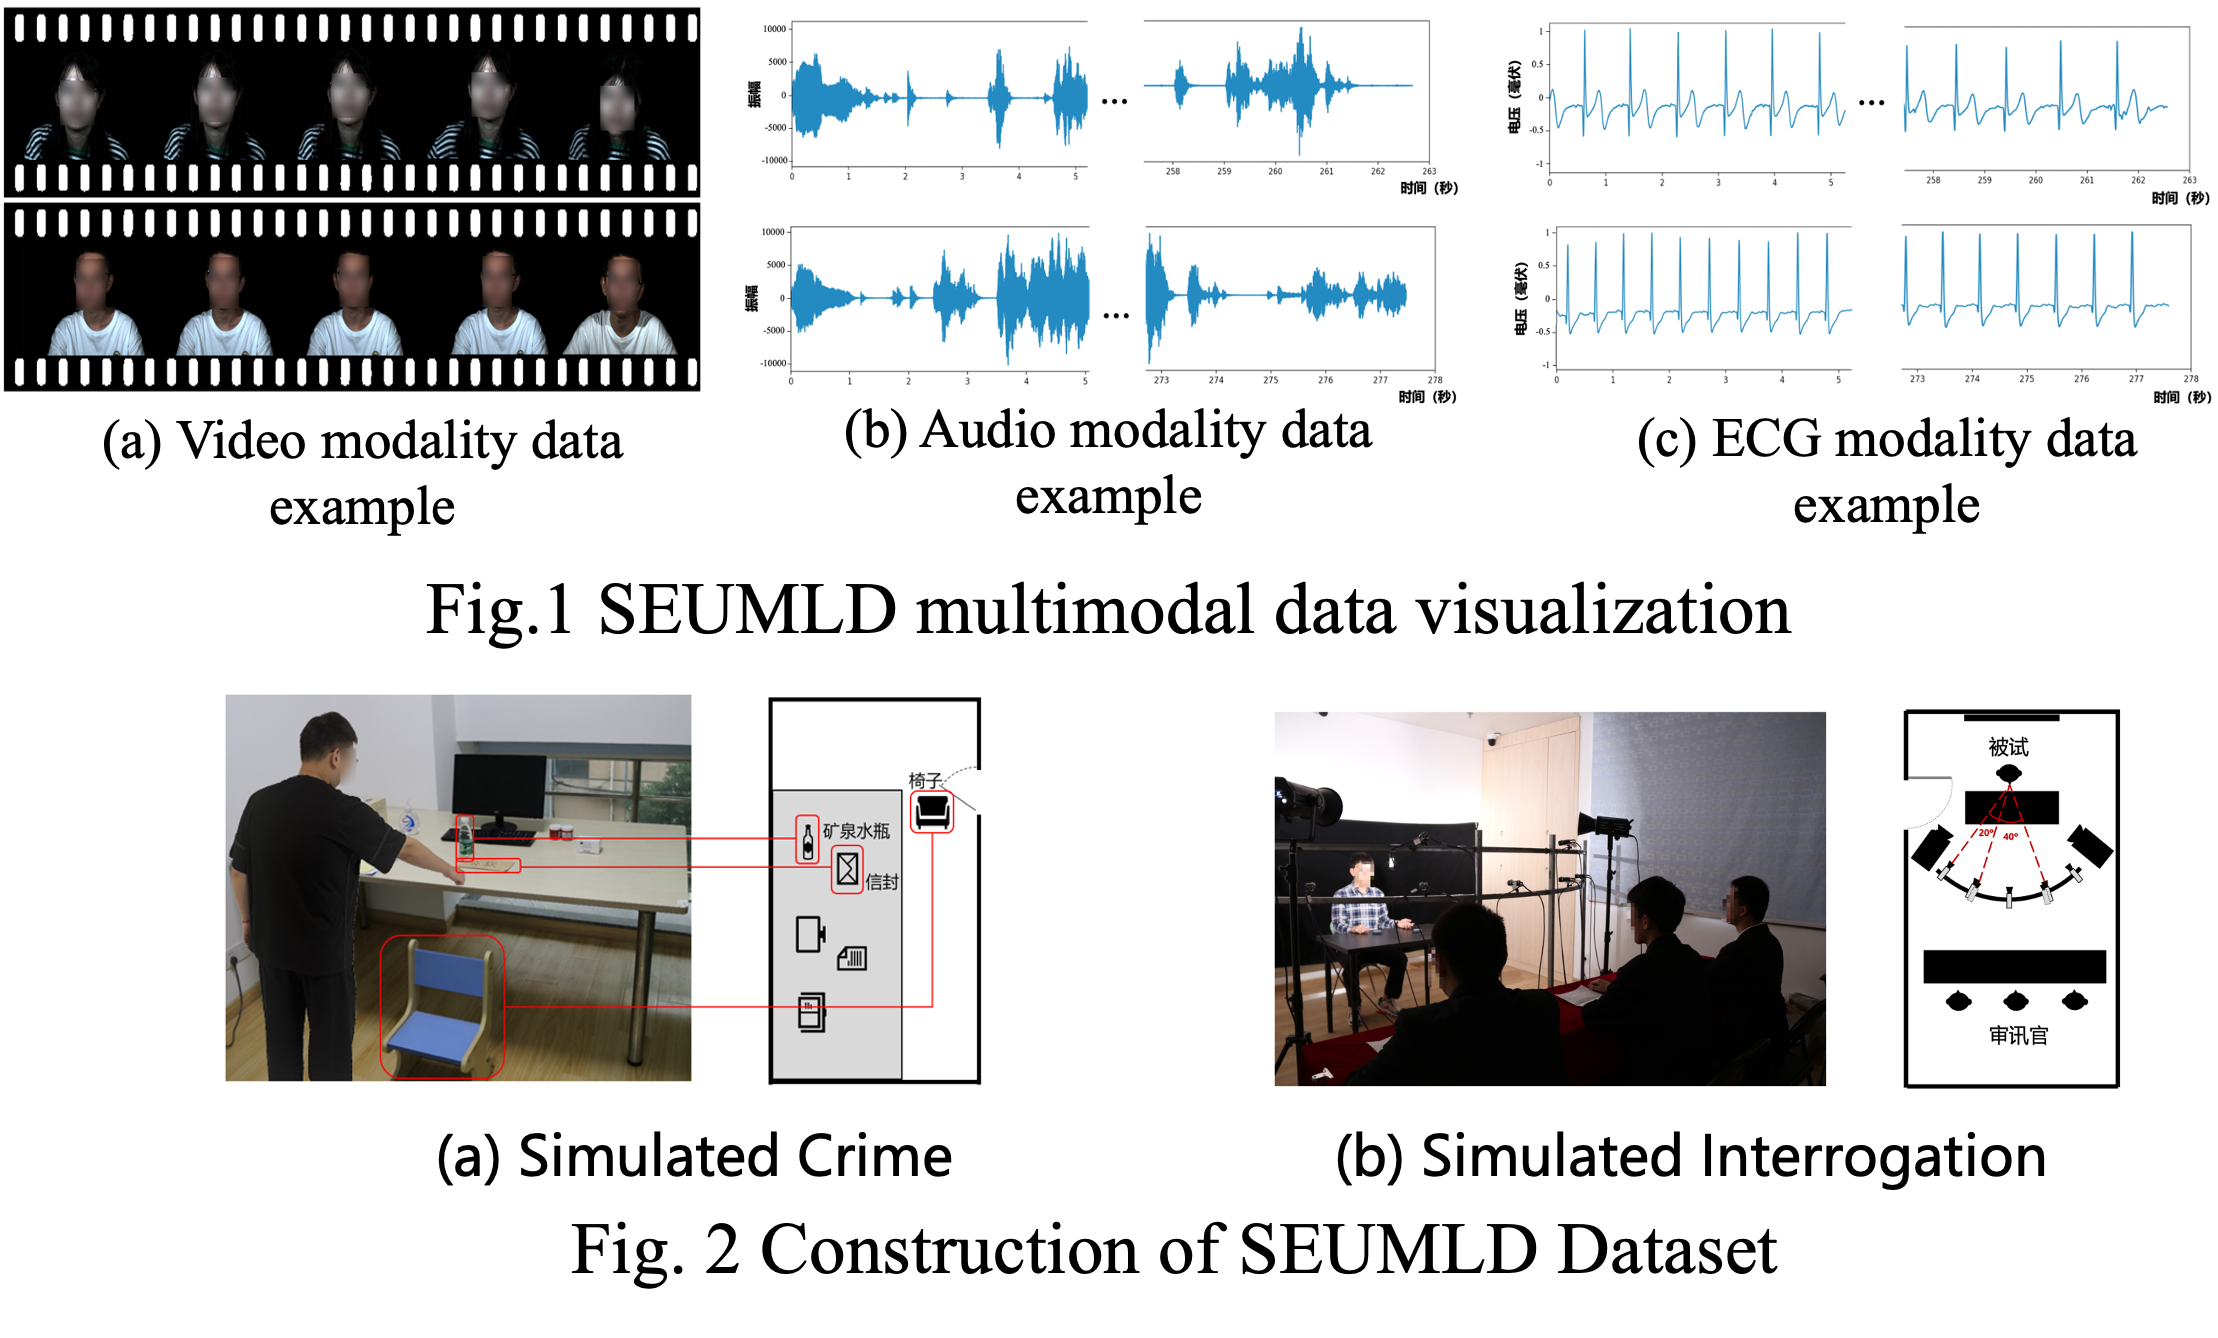 10000
5000
0
-5000
-10000
振幅
0 1 2 3 4 5
...
258 259 260 261 262 263
时间（秒）
1
0.5
0
-0.5
-1
电压（毫伏）
0 1 2 3 4 5
...
258 259 260 261 262 263
时间（秒）
10000
5000
0
-5000
-10000
振幅
0 1 2 3 4 5
...
273 274 275 276 277 278
时间（秒）
1
0.5
0
-0.5
-1
电压（毫伏）
0 1 2 3 4 5
273 274 275 276 277 278
时间（秒）
(a) Video modality data
example
(b) Audio modality data
example
(c) ECG modality data
example
Fig.1 SEUMLD multimodal data visualization
椅子
矿泉水瓶
信封
被试
20°
40°
审讯官
(a) Simulated Crime
(b) Simulated Interrogation
Fig. 2 Construction of SEUMLD Dataset